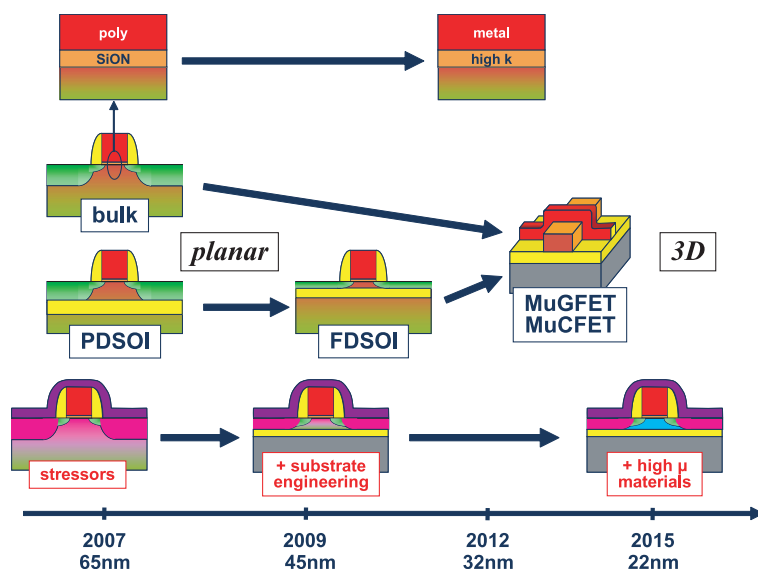 poly
SiON
metal
high k
bulk
planar
3D
PDSOI
FDSOI
MuGFET
MuCFET
stressors
+ substrate
engineering
+ high μ
materials
2007
65nm
2009
45nm
2012
32nm
2015
22nm